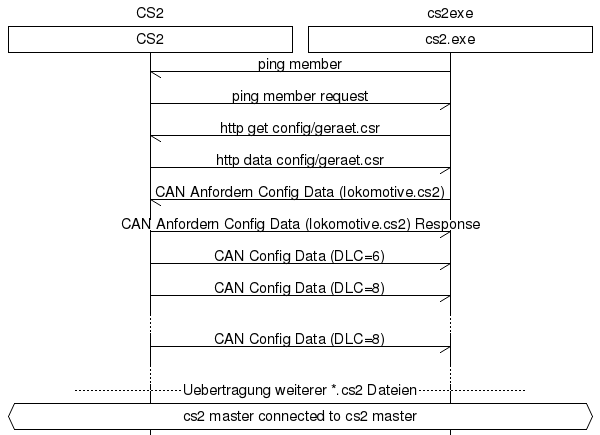 CS2
cs2exe
CS2
cs2.exe
ping member
ping member request
http get config/geraet.csr
http data config/geraet.csr
CAN Anfordern Config Data (lokomotive.cs2)
CAN Anfordern Config Data (lokomotive.cs2) Response
CAN Config Data (DLC=6)
CAN Config Data (DLC=8)
CAN Config Data (DLC=8)
Uebertragung weiterer *.cs2 Dateien
cs2 master connected to cs2 master